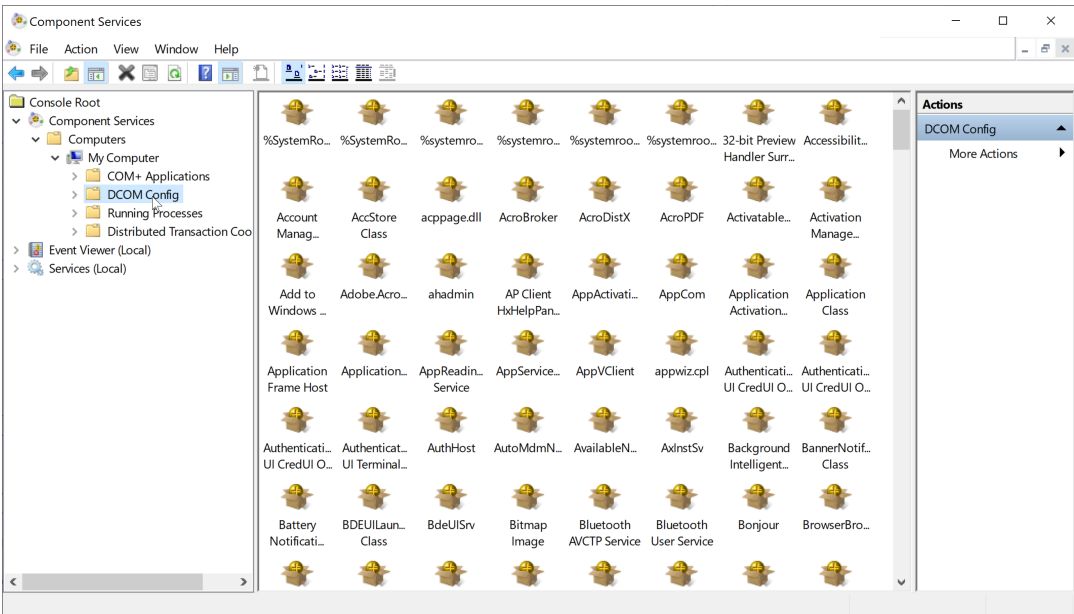 Component Services
File Action View Window Help
Console Root
Component Services
Computers
My Computer
COM+ Applications
DCOM Config
Running Processes
Distributed Transaction Coo
Event Viewer (Local)
Services (Local)
%SystemRo... %SystemRo... %systemro... %systemro... %systemroo... %systemroo... 32-bit Preview Accessibilit...
Handler Surr...
Account AccStore acppage.dll AcroBroker AcroDistX AcroPDF Activatable... Activation
Manag... Class Manage...
Add to Adobe.Acro... ahadmin AP Client AppActivati... AppCom Application Application
Windows ... HxHelpPan... Activation... Class
Application Application... AppReadin... AppService... AppVClient appwiz.cpl Authenticati... Authenticati...
Frame Host Service UI CredUI O... UI CredUI O...
Authenticati... Authenticat... AuthHost AutoMdmN... AvailableN... AxInstSv Background BannerNotif...
UI CredUI O... UI Terminal... Intelligent... Class
Battery BDEUILaun... BdeUISrv Bitmap Bluetooth Bluetooth Bonjour BrowserBro...
Notificati... Class Image AVCTP Service User Service
Actions
DCOM Config
More Actions